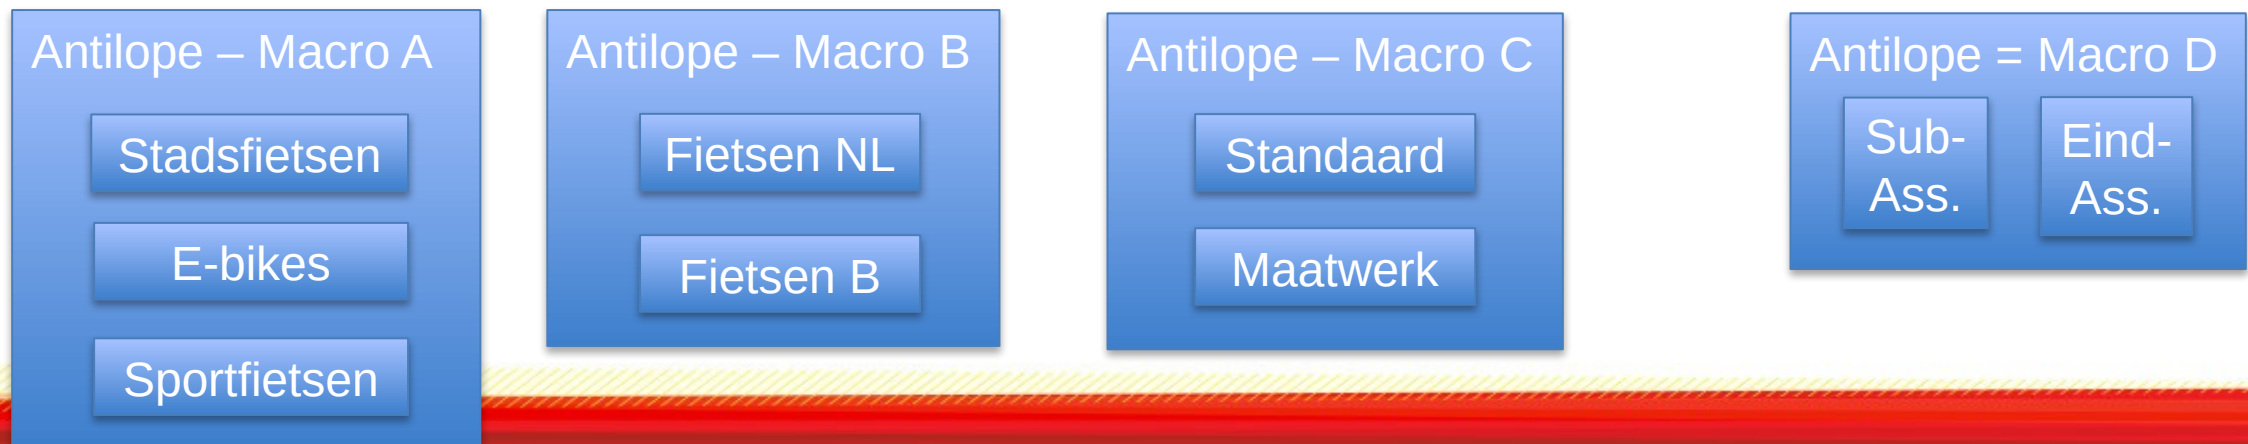 Antilope – Macro A
Stadsfietsen
E-bikes
Sportfietsen
Antilope – Macro B
Fietsen NL
Fietsen B
Antilope – Macro C
Standaard
Maatwerk
Antilope = Macro D
Sub-
Ass.
Eind-
Ass.